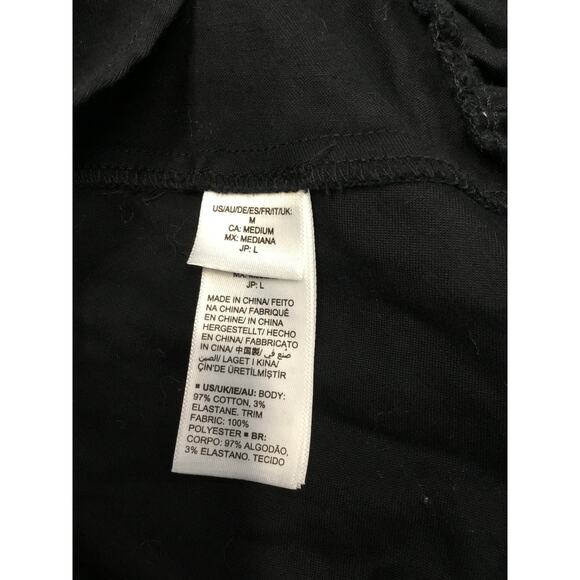 US/AU/DE/ES/FR/IT/UK:
M
CA: MEDIUM
MX: MEDIANA
JP: L
JP: L
MADE IN CHINA/ FEITO
NA CHINA/ FABRIQUÉ
EN CHINE/ IN CHINA
HERGESTELLT/ HECHO
EN CHINA/ FABBRICATO
IN CINA/ 中国製/ صنع في
الصين/ LAGET I KINA/
ÇİN'DE ÜRETİLMİŞTİR
■ US/UK/IE/AU: BODY:
97% COTTON, 3%
ELASTANE. TRIM
FABRIC: 100%
POLYESTER ■ BR:
CORPO: 97% ALGODÃO,
3% ELASTANO. TECIDO